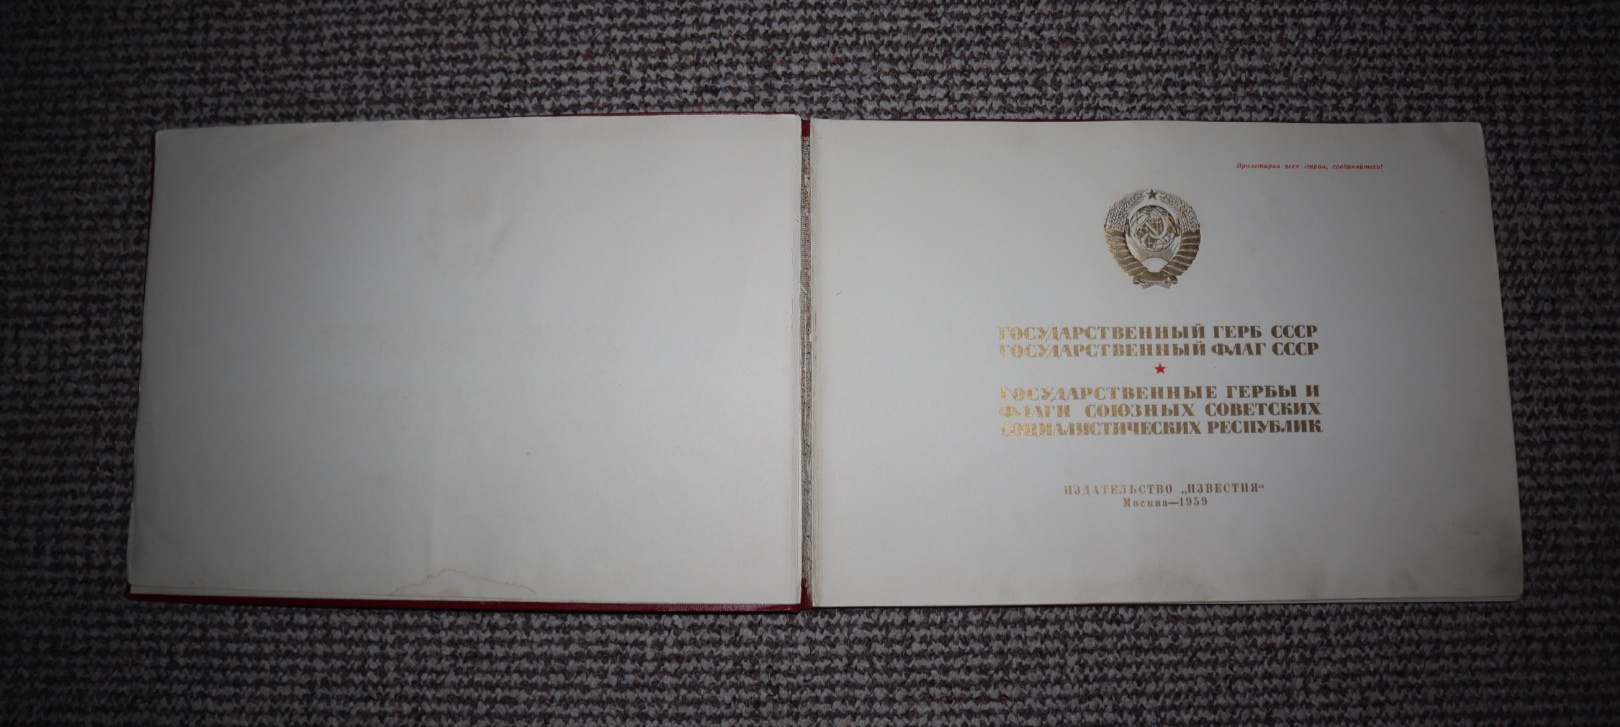 Пролетарии всех стран, соединяйтесь!
ГОСУДАРСТВЕННЫЙ ГЕРБ СССР
ГОСУДАРСТВЕННЫЙ ФЛАГ СССР
ГОСУДАРСТВЕННЫЕ ГЕРБЫ И
ФЛАГИ СОЮЗНЫХ СОВЕТСКИХ
СОЦИАЛИСТИЧЕСКИХ РЕСПУБЛИК
ИЗДАТЕЛЬСТВО „ИЗВЕСТИЯ“
Москва—1959